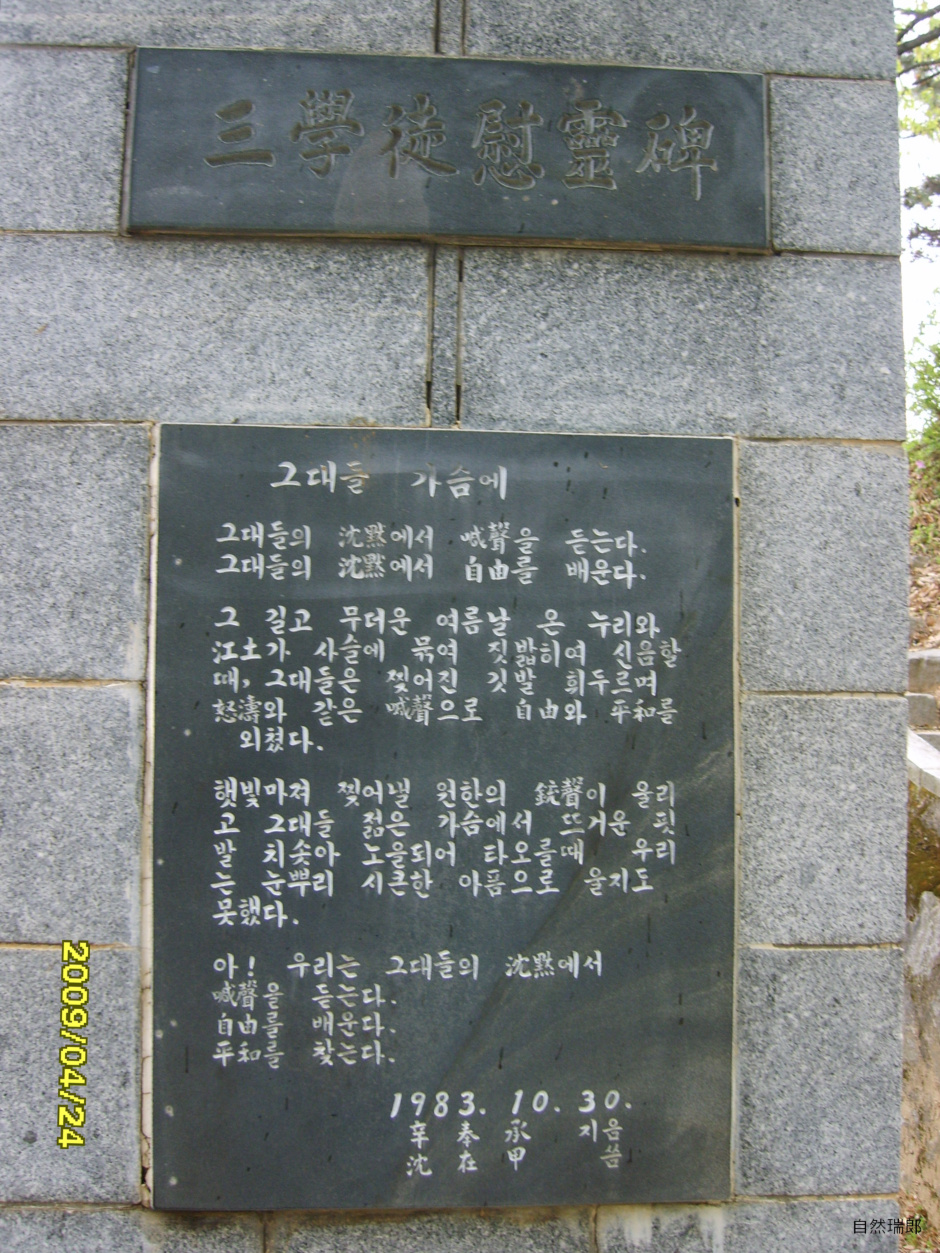 三學徒慰靈碑
그대들 가슴에
그대들의 沈默에서 喊聲을 듣는다.
그대들의 沈默에서 自由를 배운다.
그 길고 무더운 여름날 온 누리와
江土가 사슬에 묶여 짓밟히여 신음할
때, 그대들은 찢어진 깃발 휘두르며
怒濤와 같은 喊聲으로 自由와 平和를
외쳤다.
햇빛마져 찢어낼 원한의 銃聲이 울리
고 그대들 젊은 가슴에서 뜨거운 핏
발 치솟아 노을되어 타오를때 우리
는 눈뿌리 시큰한 아픔으로 울지도
못했다.
아! 우리는 그대들의 沈默에서
喊聲을 듣는다.
自由를 배운다.
平和를 찾는다.
1983. 10. 30.
辛奉承 지음
沈在甲 씀
2009/04/24
自然瑞郞